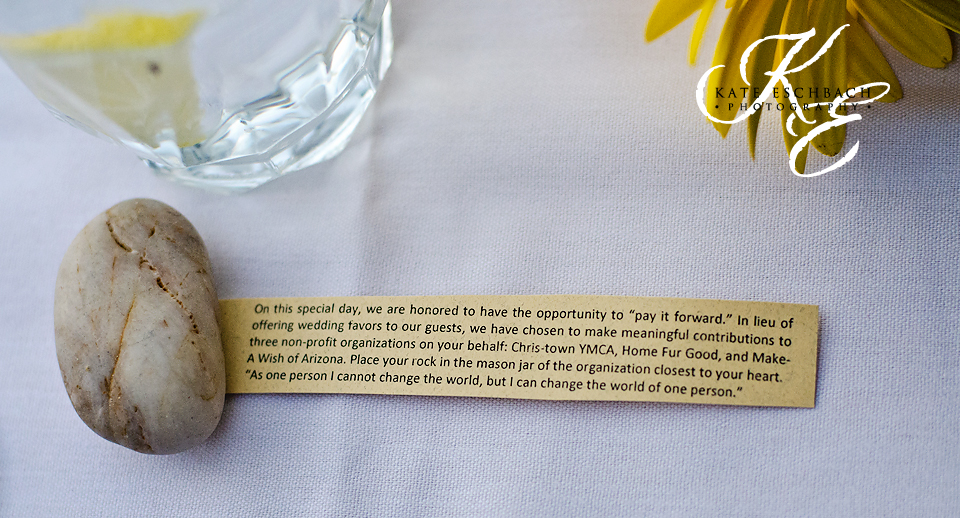 KE
KATE ESCHBACH
• PHOTOGRAPHY •
On this special day, we are honored to have the opportunity to “pay it forward.” In lieu of
offering wedding favors to our guests, we have chosen to make meaningful contributions to
three non-profit organizations on your behalf: Chris-town YMCA, Home Fur Good, and Make-
A Wish of Arizona. Place your rock in the mason jar of the organization closest to your heart.
“As one person I cannot change the world, but I can change the world of one person.”